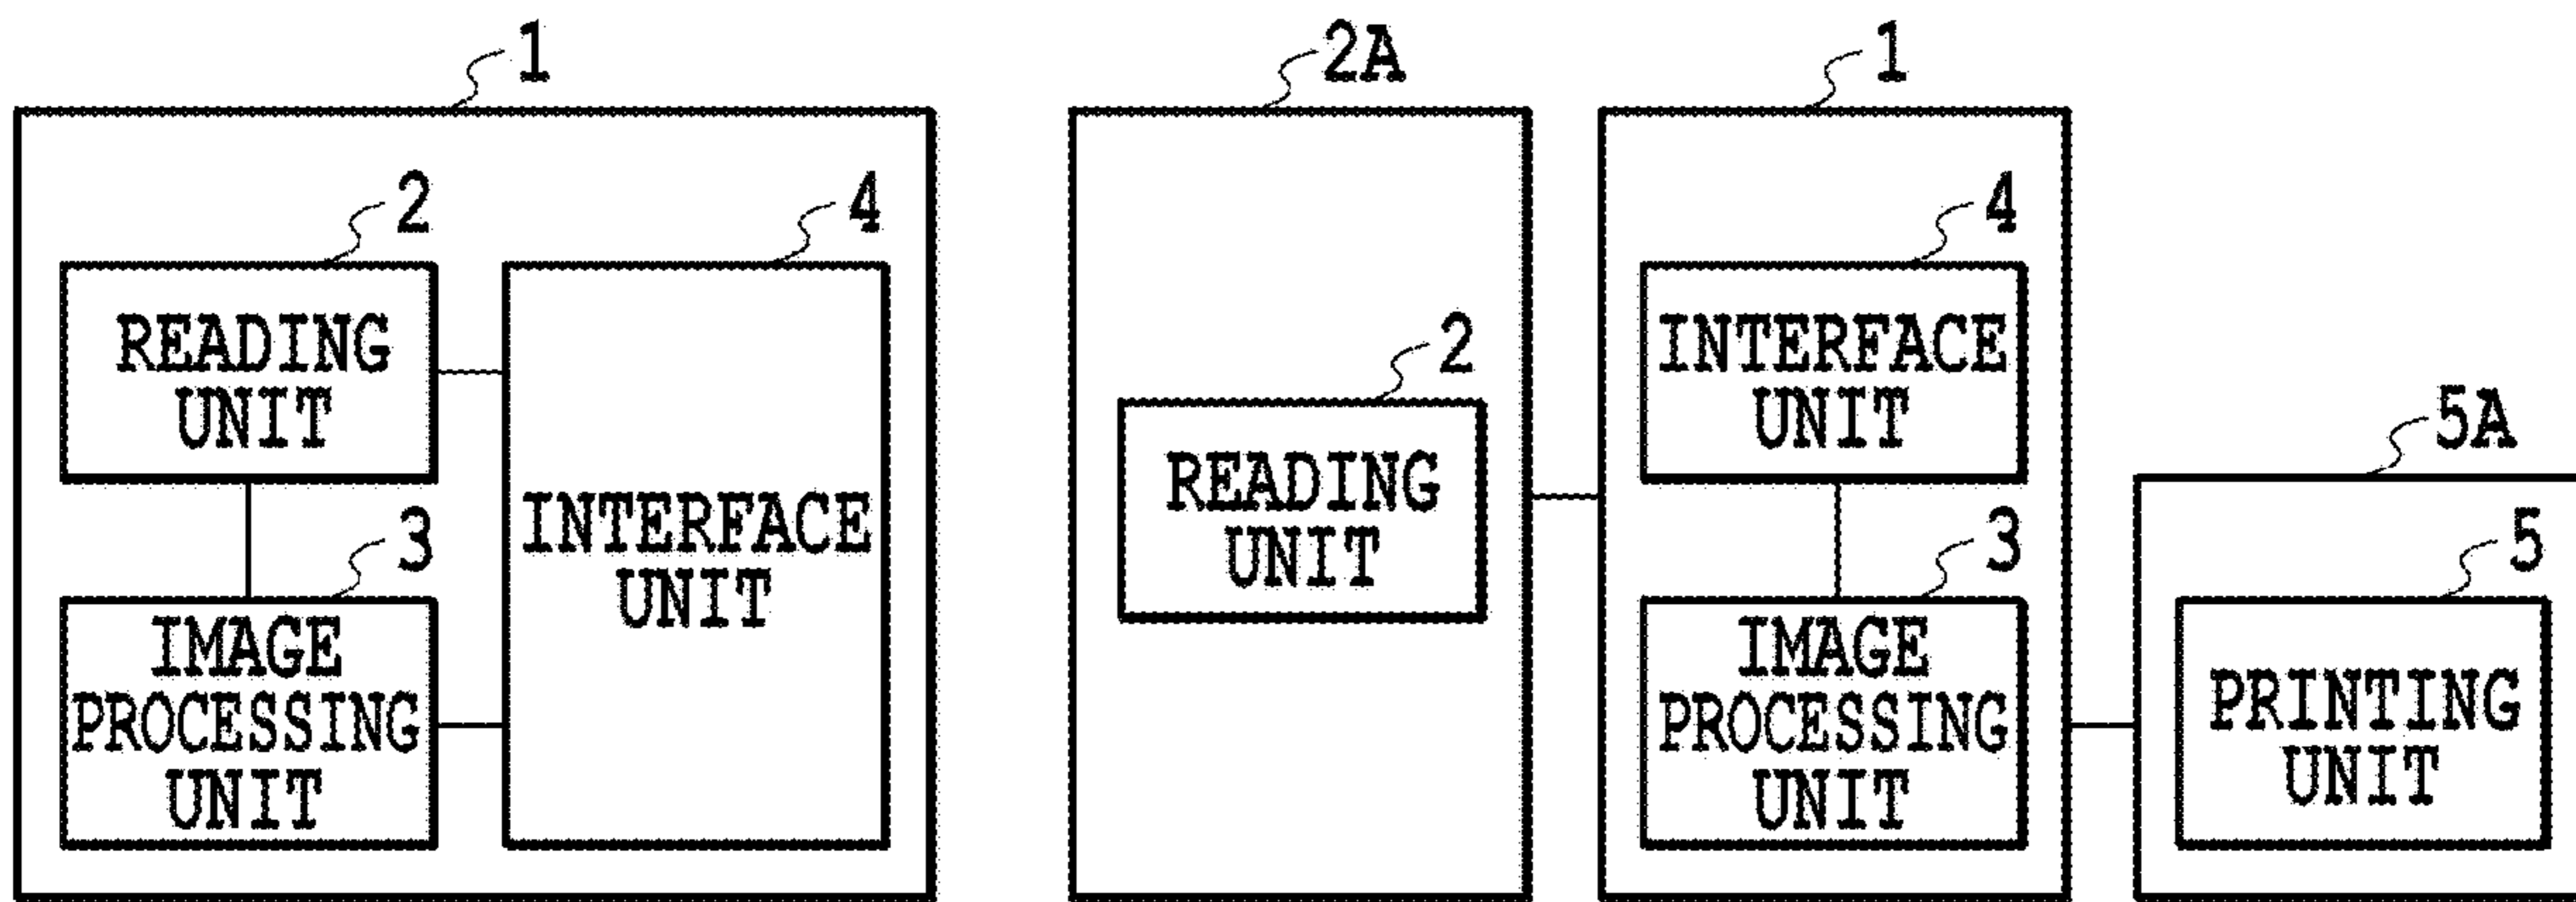 1
2
READING
UNIT
4
INTERFACE
UNIT
3
IMAGE
PROCESSING
UNIT
2A
2
READING
UNIT
1
4
INTERFACE
UNIT
3
IMAGE
PROCESSING
UNIT
5A
5
PRINTING
UNIT